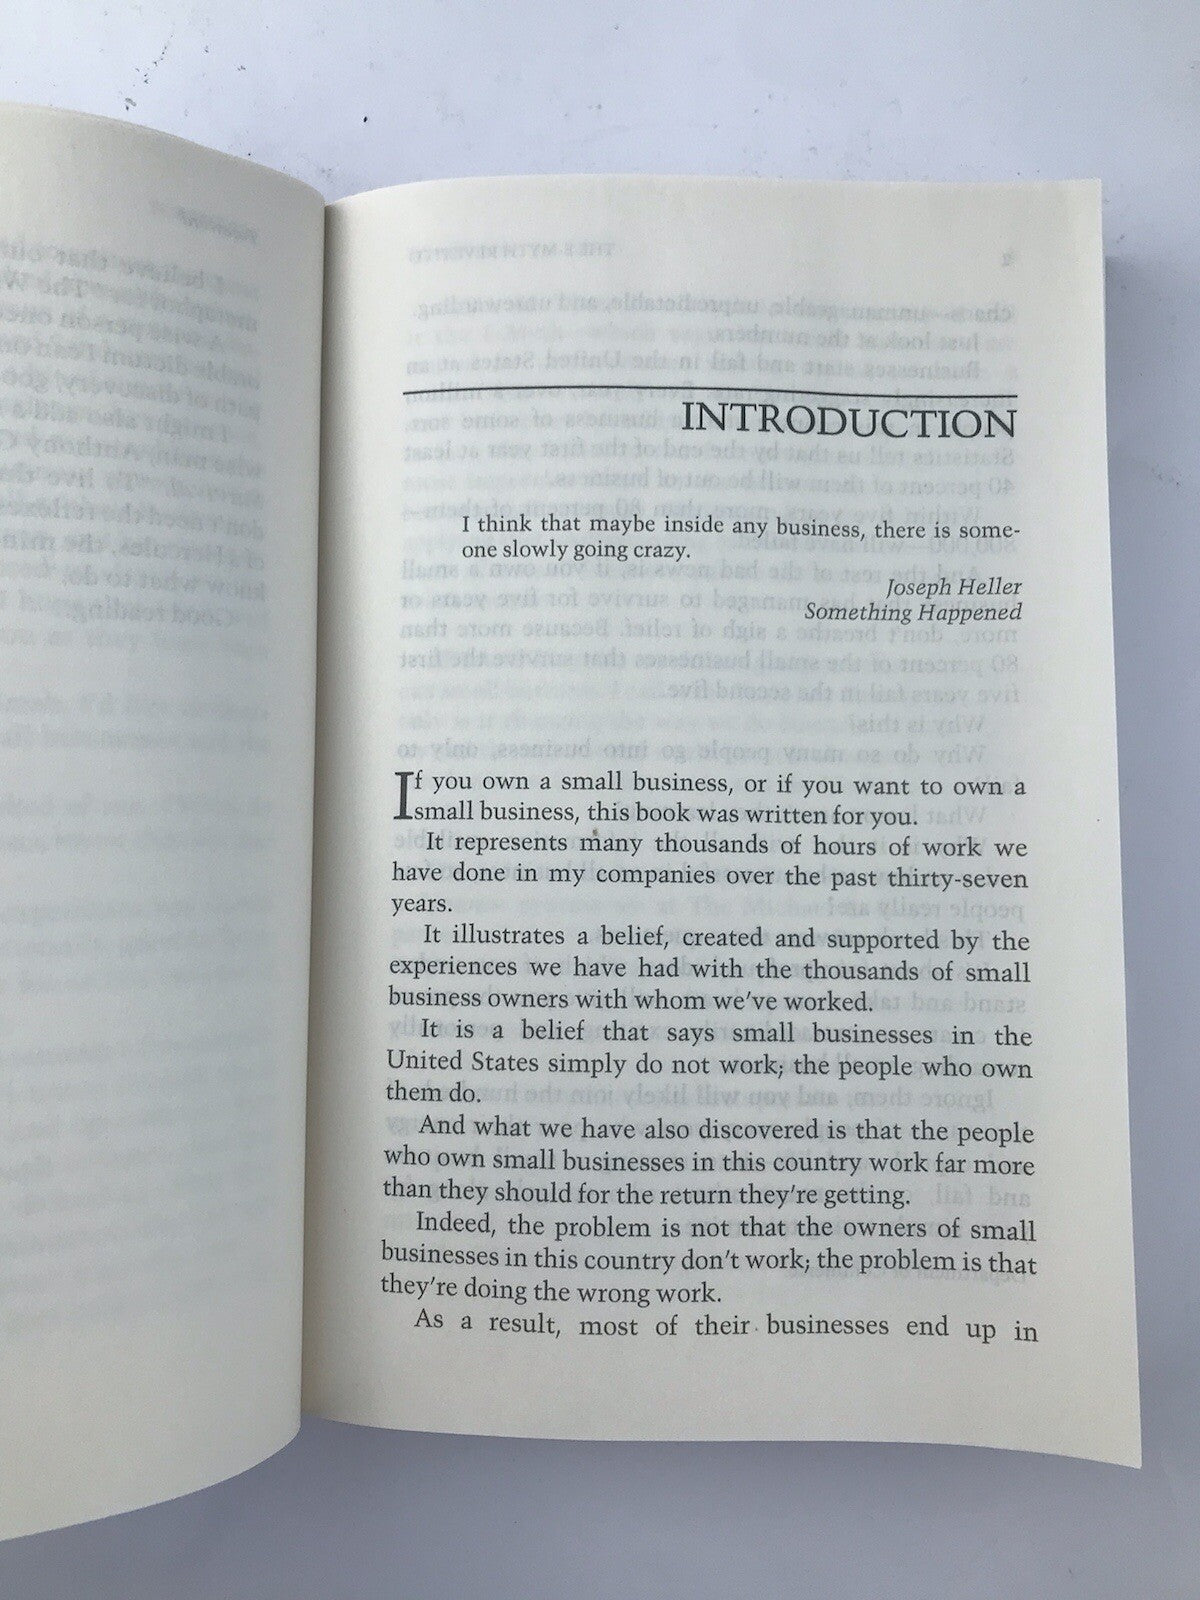 INTRODUCTION
I think that maybe inside any business, there is some-
one slowly going crazy.
Joseph Heller
Something Happened
If you own a small business, or if you want to own a
small business, this book was written for you.
It represents many thousands of hours of work we
have done in my companies over the past thirty-seven
years.
It illustrates a belief, created and supported by the
experiences we have had with the thousands of small
business owners with whom we've worked.
It is a belief that says small businesses in the
United States simply do not work; the people who own
them do.
And what we have also discovered is that the people
who own small businesses in this country work far more
than they should for the return they're getting.
Indeed, the problem is not that the owners of small
businesses in this country don't work; the problem is that
they're doing the wrong work.
As a result, most of their businesses end up in